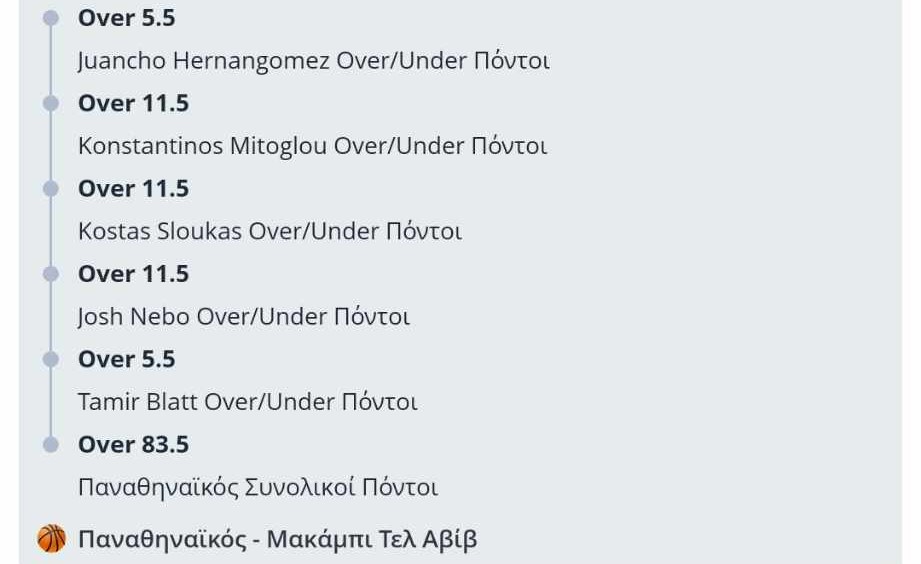 Over 5.5
Juancho Hernangomez Over/Under Πόντοι
Over 11.5
Konstantinos Mitoglou Over/Under Πόντοι
Over 11.5
Kostas Sloukas Over/Under Πόντοι
Over 11.5
Josh Nebo Over/Under Πόντοι
Over 5.5
Tamir Blatt Over/Under Πόντοι
Over 83.5
Παναθηναϊκός Συνολικοί Πόντοι
Παναθηναϊκός - Μακάμπι Τελ Αβίβ